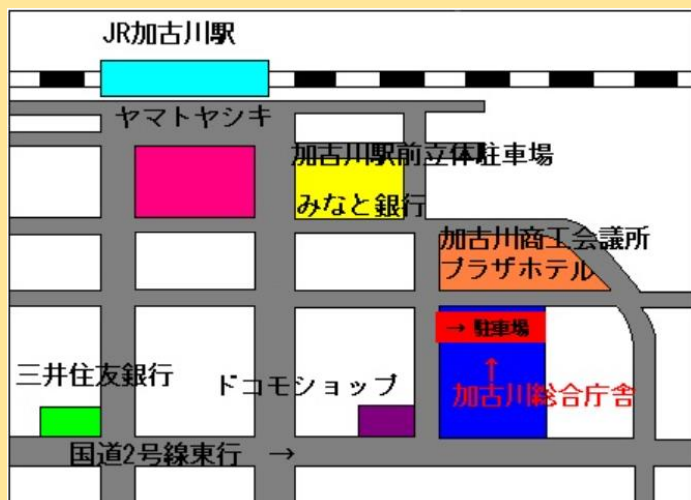 JR加古川駅
ヤマトヤシキ
加古川駅前立体駐車場
みなと銀行
加古川商工会議所
プラザホテル
→ 駐車場
↑
三井住友銀行
ドコモショップ
加古川総合庁舎
国道2号線東行 →